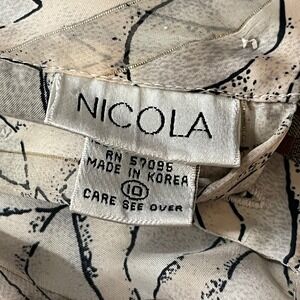 NICOLA
RN 57095
MADE IN KOREA
10
CARE SEE OVER